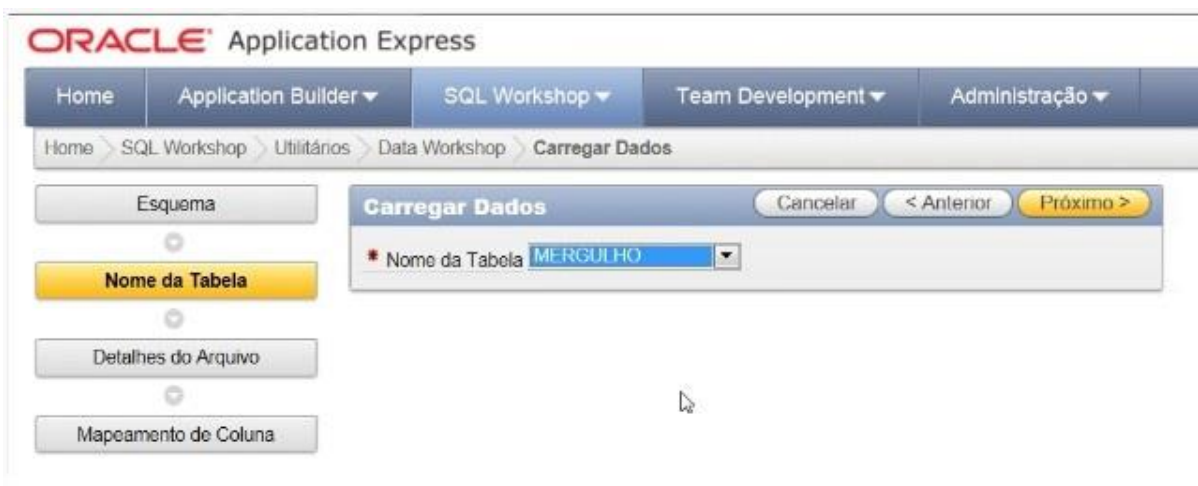 ORACLE Application Express
Home Application Builder SQL Workshop Team Development Administração
Home SQL Workshop Utilitários Data Workshop Carregar Dados
Esquema
Nome da Tabela
Detalhes do Arquivo
Mapeamento de Coluna
Carregar Dados Cancelar < Anterior Próximo >
* Nome da Tabela MERGULHO